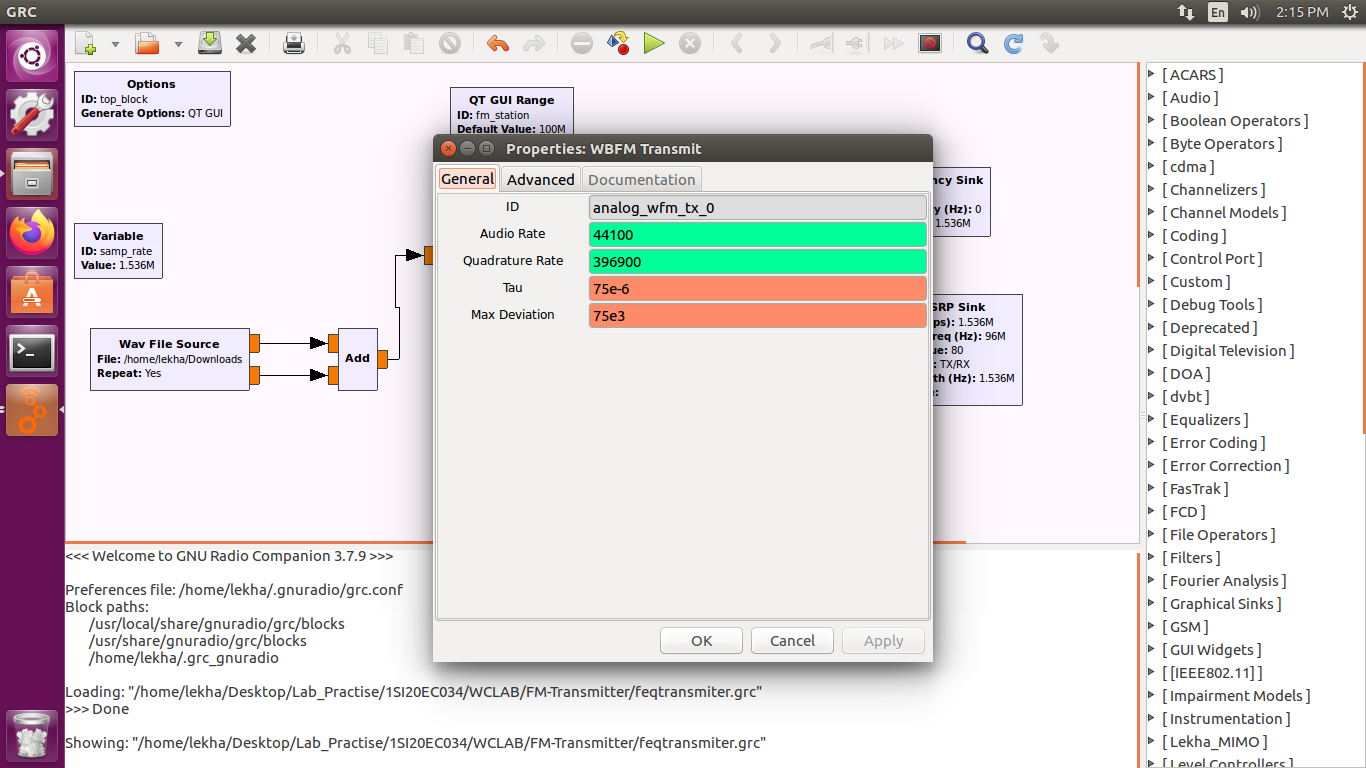 GRC
En
2:15 PM
Options
ID: top_block
Generate Options: QT GUI
QT GUI Range
ID: fm_station
Default Value: 100M
Variable
ID: samp_rate
Value: 1.536M
Wav File Source
File: /home/lekha/Downloads
Repeat: Yes
Add
ncy Sink
y (Hz): 0
1.536M
SRP Sink
ps): 1.536M
req (Hz): 96M
ue: 80
: TX/RX
th (Hz): 1.536M
e:
Properties: WBFM Transmit
General
Advanced
Documentation
ID
analog_wfm_tx_0
Audio Rate
44100
Quadrature Rate
396900
Tau
75e-6
Max Deviation
75e3
OK
Cancel
Apply
<<< Welcome to GNU Radio Companion 3.7.9 >>>
Preferences file: /home/lekha/.gnuradio/grc.conf
Block paths:
/usr/local/share/gnuradio/grc/blocks
/usr/share/gnuradio/grc/blocks
/home/lekha/.grc_gnuradio
Loading: "/home/lekha/Desktop/Lab_Practise/1SI20EC034/WCLAB/FM-Transmitter/feqtransmiter.grc"
>>> Done
Showing: "/home/lekha/Desktop/Lab_Practise/1SI20EC034/WCLAB/FM-Transmitter/feqtransmiter.grc"
[ ACARS ]
[ Audio ]
[ Boolean Operators ]
[ Byte Operators ]
[ cdma ]
[ Channelizers ]
[ Channel Models ]
[ Coding ]
[ Control Port ]
[ Custom ]
[ Debug Tools ]
[ Deprecated ]
[ Digital Television ]
[ DOA ]
[ dvbt ]
[ Equalizers ]
[ Error Coding ]
[ Error Correction ]
[ FasTrak ]
[ FCD ]
[ File Operators ]
[ Filters ]
[ Fourier Analysis ]
[ Graphical Sinks ]
[ GSM ]
[ GUI Widgets ]
[ [IEEE802.11] ]
[ Impairment Models ]
[ Instrumentation ]
[ Lekha_MIMO ]
[ Level Controllers ]